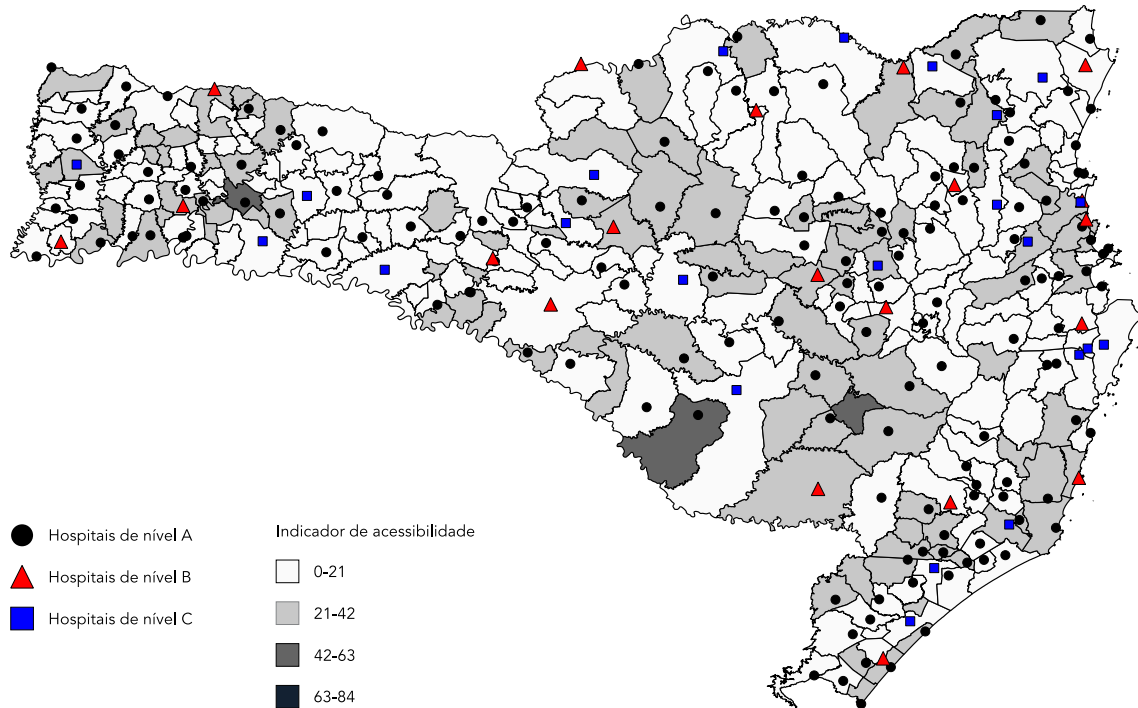 Hospitais de nível A
Hospitais de nível B
Hospitais de nível C
Indicador de acessibilidade
0-21
21-42
42-63
63-84